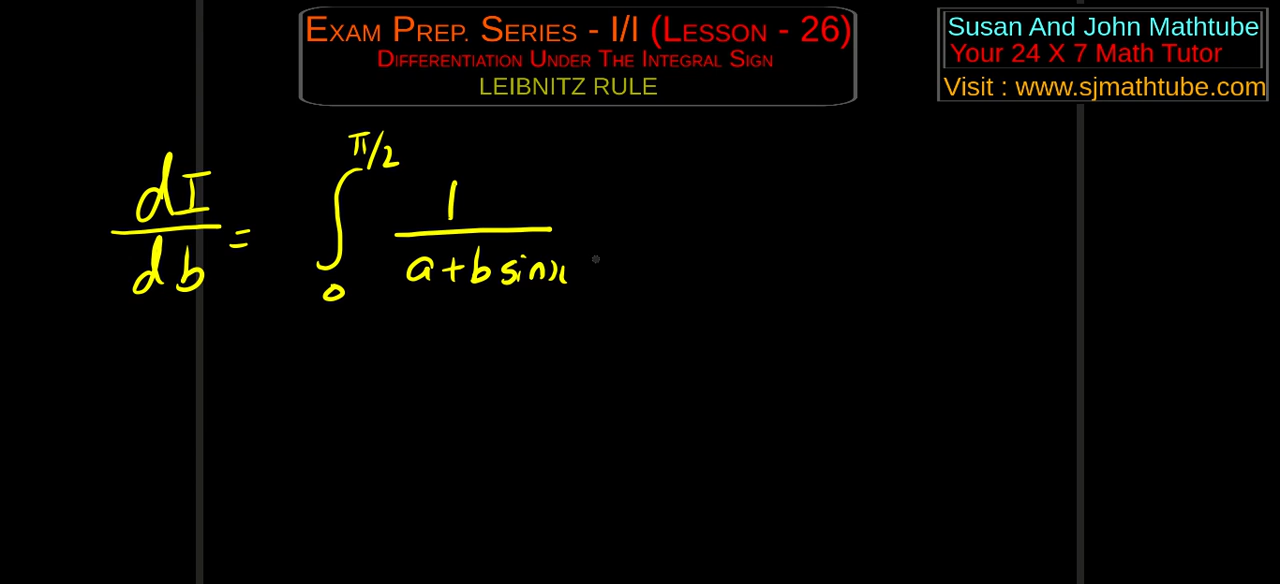 EXAM PREP. SERIES - I/I (LESSON - 26)
DIFFERENTIATION UNDER THE INTEGRAL SIGN
LEIBNITZ RULE
Susan And John Mathtube
Your 24 X 7 Math Tutor
Visit : www.sjmathtube.com
dI/db = ∫₀^π/2 1/(a+b sinx)